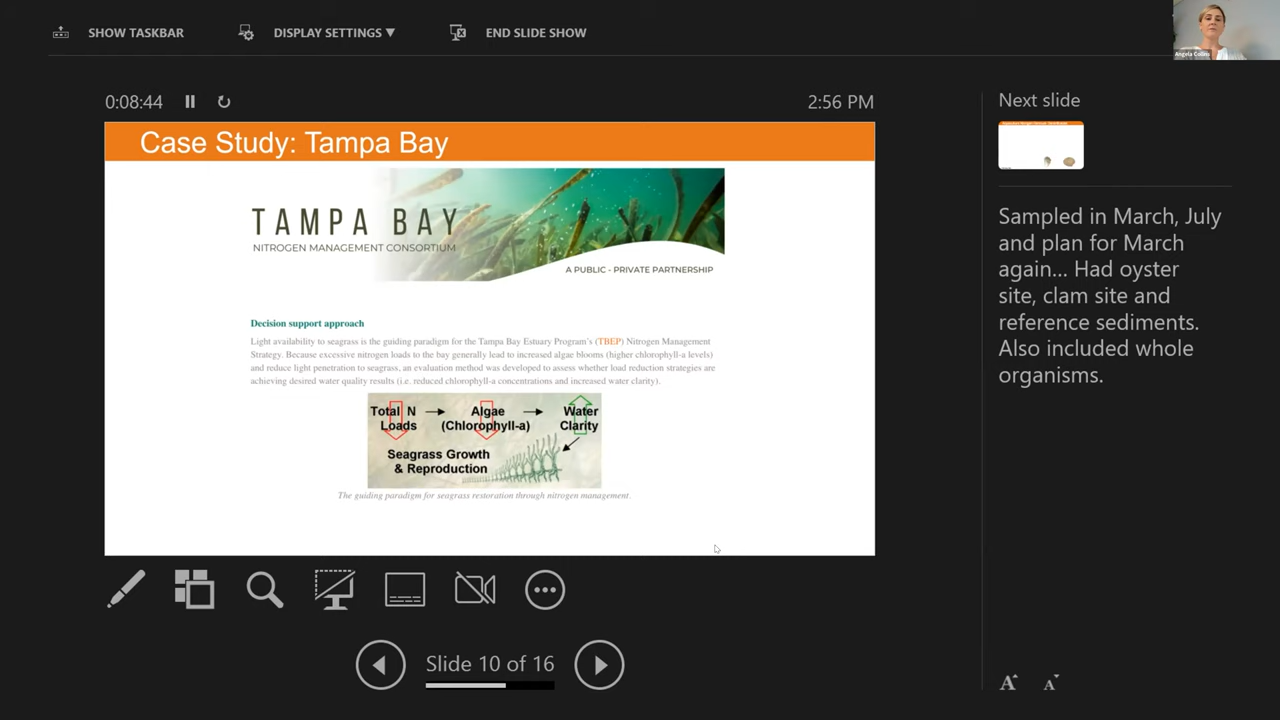 SHOW TASKBAR
DISPLAY SETTINGS ▼
END SLIDE SHOW
Angela Collins
0:08:44
2:56 PM
Next slide
Case Study: Tampa Bay
TAMPA BAY
NITROGEN MANAGEMENT CONSORTIUM
A PUBLIC - PRIVATE PARTNERSHIP
Decision support approach
Light availability to seagrass is the guiding paradigm for the Tampa Bay Estuary Program's (TBEP) Nitrogen Management
Strategy. Because excessive nitrogen loads to the bay generally lead to increased algae blooms (higher chlorophyll-a levels)
and reduce light penetration to seagrass, an evaluation method was developed to assess whether load reduction strategies are
achieving desired water quality results (i.e. reduced chlorophyll-a concentrations and increased water clarity).
Total N Loads
Algae (Chlorophyll-a)
Water Clarity
Seagrass Growth
& Reproduction
The guiding paradigm for seagrass restoration through nitrogen management.
Sampled in March, July
and plan for March
again... Had oyster
site, clam site and
reference sediments.
Also included whole
organisms.
Slide 10 of 16
A
A